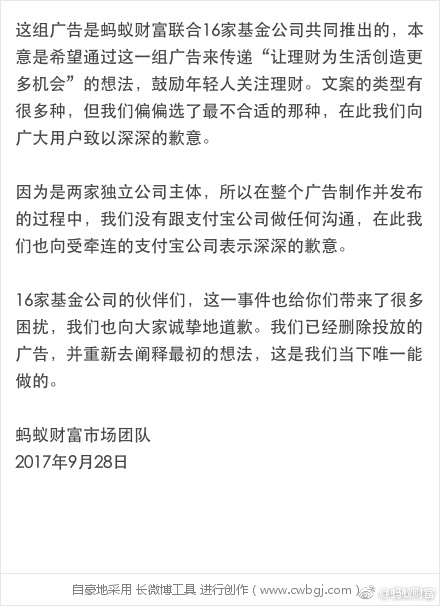 这组广告是蚂蚁财富联合16家基金公司共同推出的，本
意是希望通过这一组广告来传递“让理财为生活创造更
多机会”的想法，鼓励年轻人关注理财。文案的类型有
很多种，但我们偏偏选了最不合适的那种，在此我们向
广大用户致以深深的歉意。
因为是两家独立公司主体，所以在整个广告制作并发布
的过程中，我们没有跟支付宝公司做任何沟通，在此我
们也向受牵连的支付宝公司表示深深的歉意。
16家基金公司的伙伴们，这一事件也给你们带来了很多
困扰，我们也向大家诚挚地道歉。我们已经删除投放的
广告，并重新去阐释最初的想法，这是我们当下唯一能
做的。
蚂蚁财富市场团队
2017年9月28日
自豪地采用 长微博工具 进行创作（www.cwbgj.com）
@蚂蚁财富